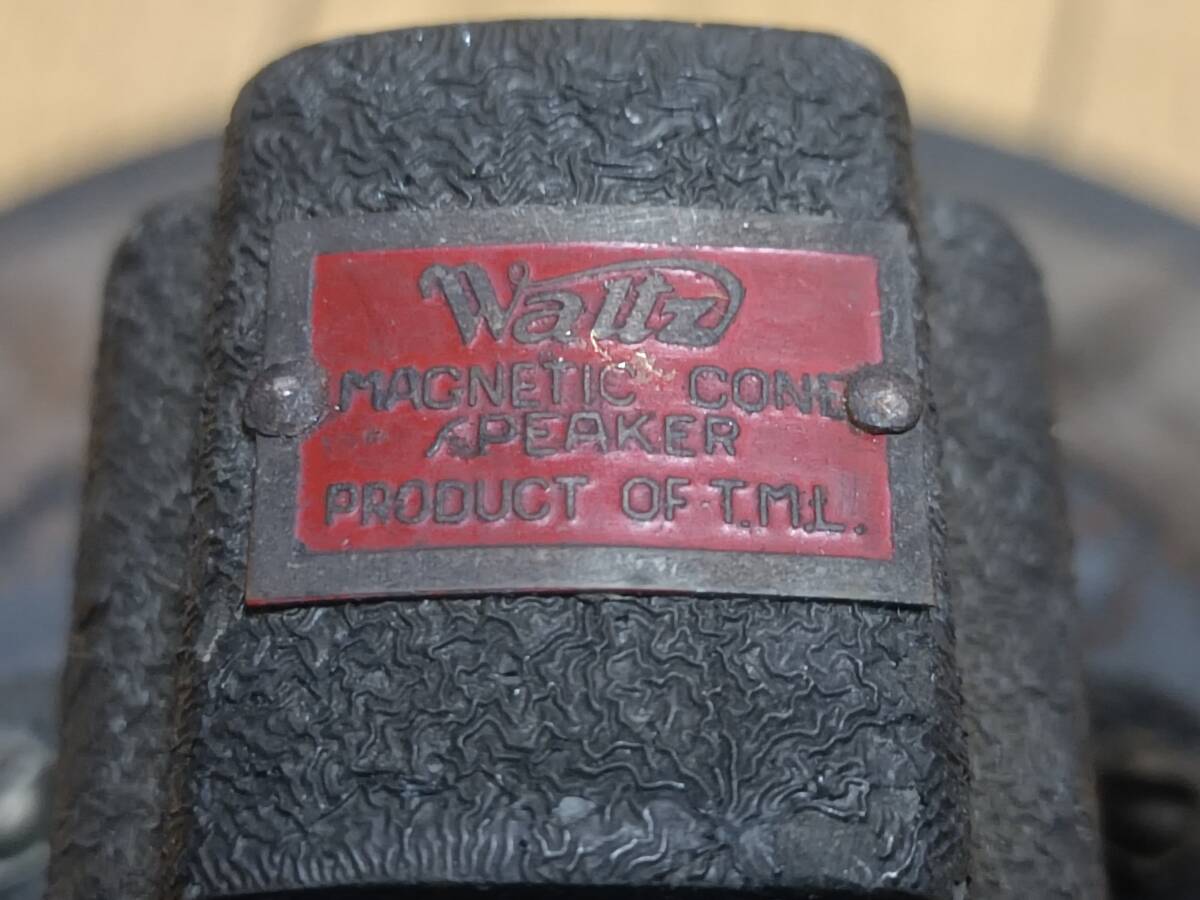 Waltz
MAGNETIC CONE
SPEAKER
PRODUCT OF T.M.L.